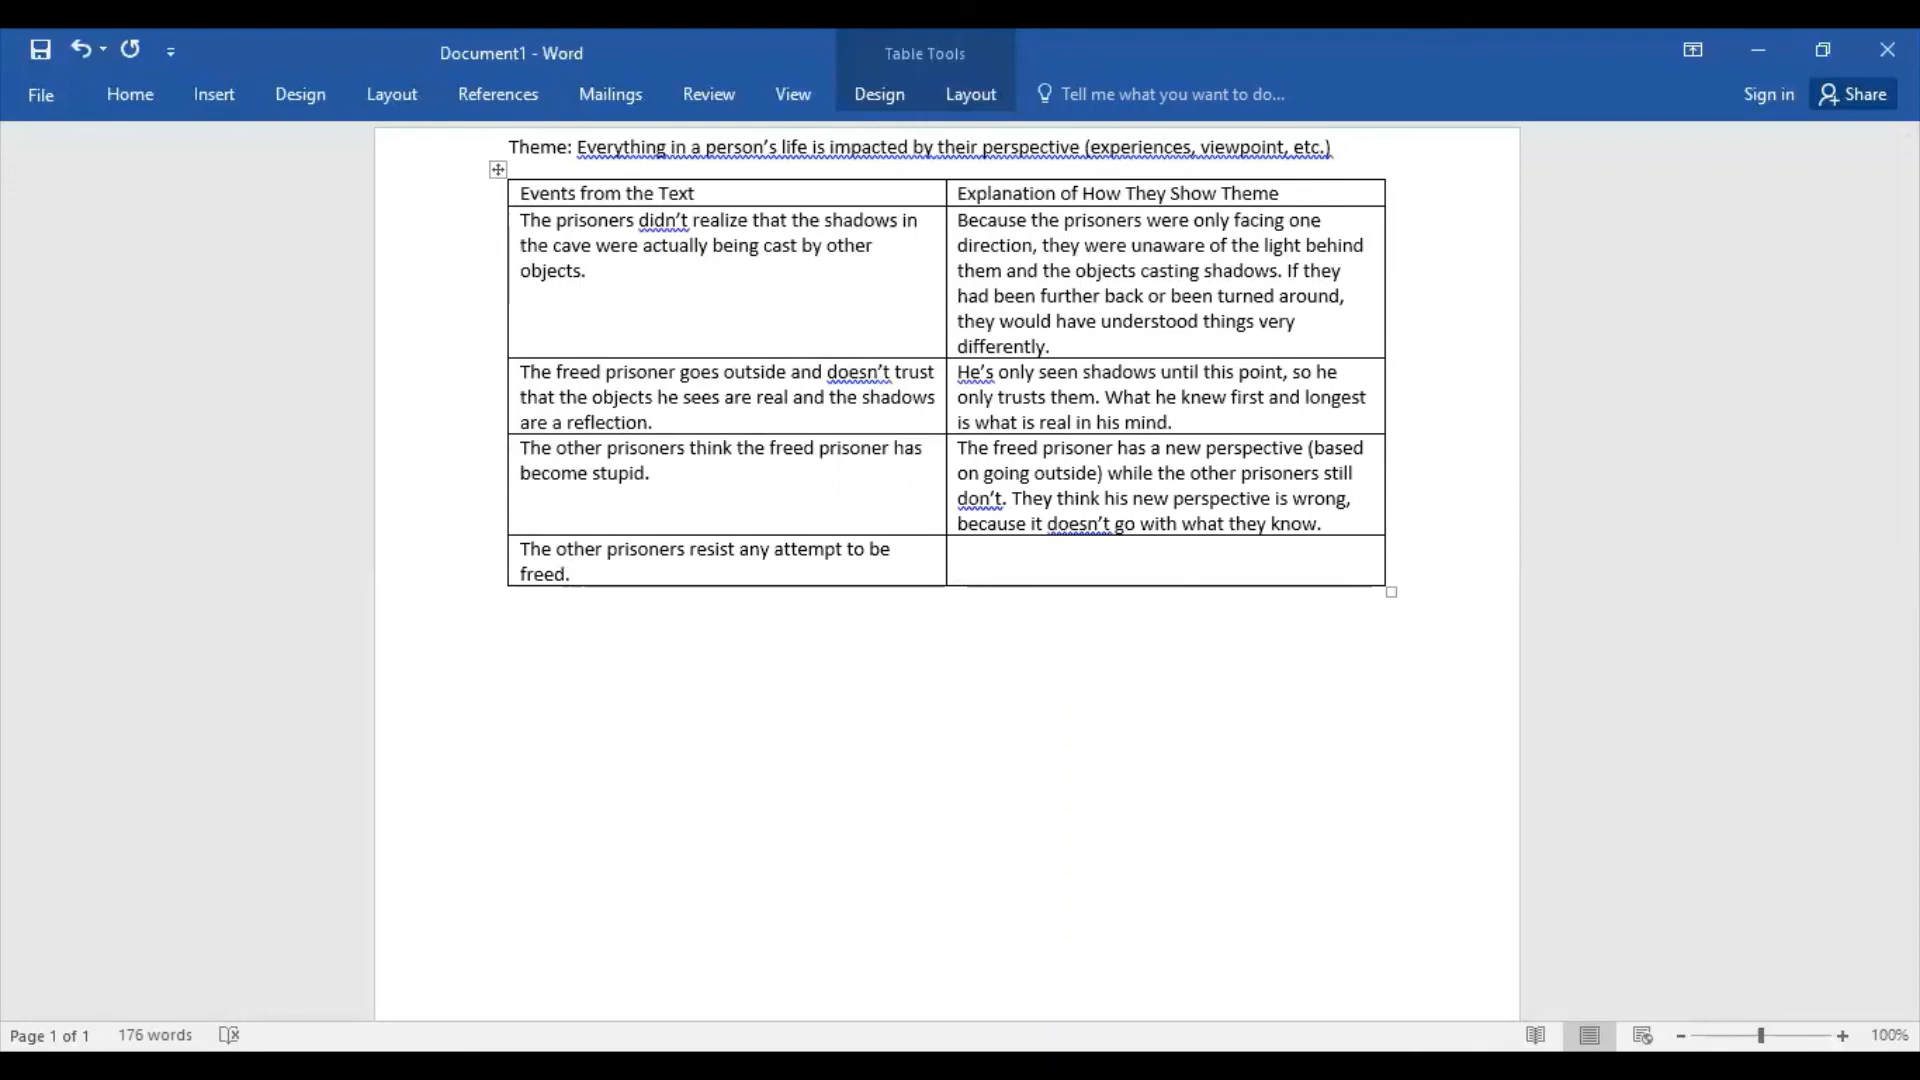 Document1 - Word
Table Tools
File
Home
Insert
Design
Layout
References
Mailings
Review
View
Design
Layout
Tell me what you want to do...
Sign in
Share
Theme: Everything in a person's life is impacted by their perspective (experiences, viewpoint, etc.)
Events from the Text
Explanation of How They Show Theme
The prisoners didn't realize that the shadows in
the cave were actually being cast by other
objects.
Because the prisoners were only facing one
direction, they were unaware of the light behind
them and the objects casting shadows. If they
had been further back or been turned around,
they would have understood things very
differently.
The freed prisoner goes outside and doesn't trust
that the objects he sees are real and the shadows
are a reflection.
He's only seen shadows until this point, so he
only trusts them. What he knew first and longest
is what is real in his mind.
The other prisoners think the freed prisoner has
become stupid.
The freed prisoner has a new perspective (based
on going outside) while the other prisoners still
don't. They think his new perspective is wrong,
because it doesn't go with what they know.
The other prisoners resist any attempt to be
freed.
Page 1 of 1
176 words
100%